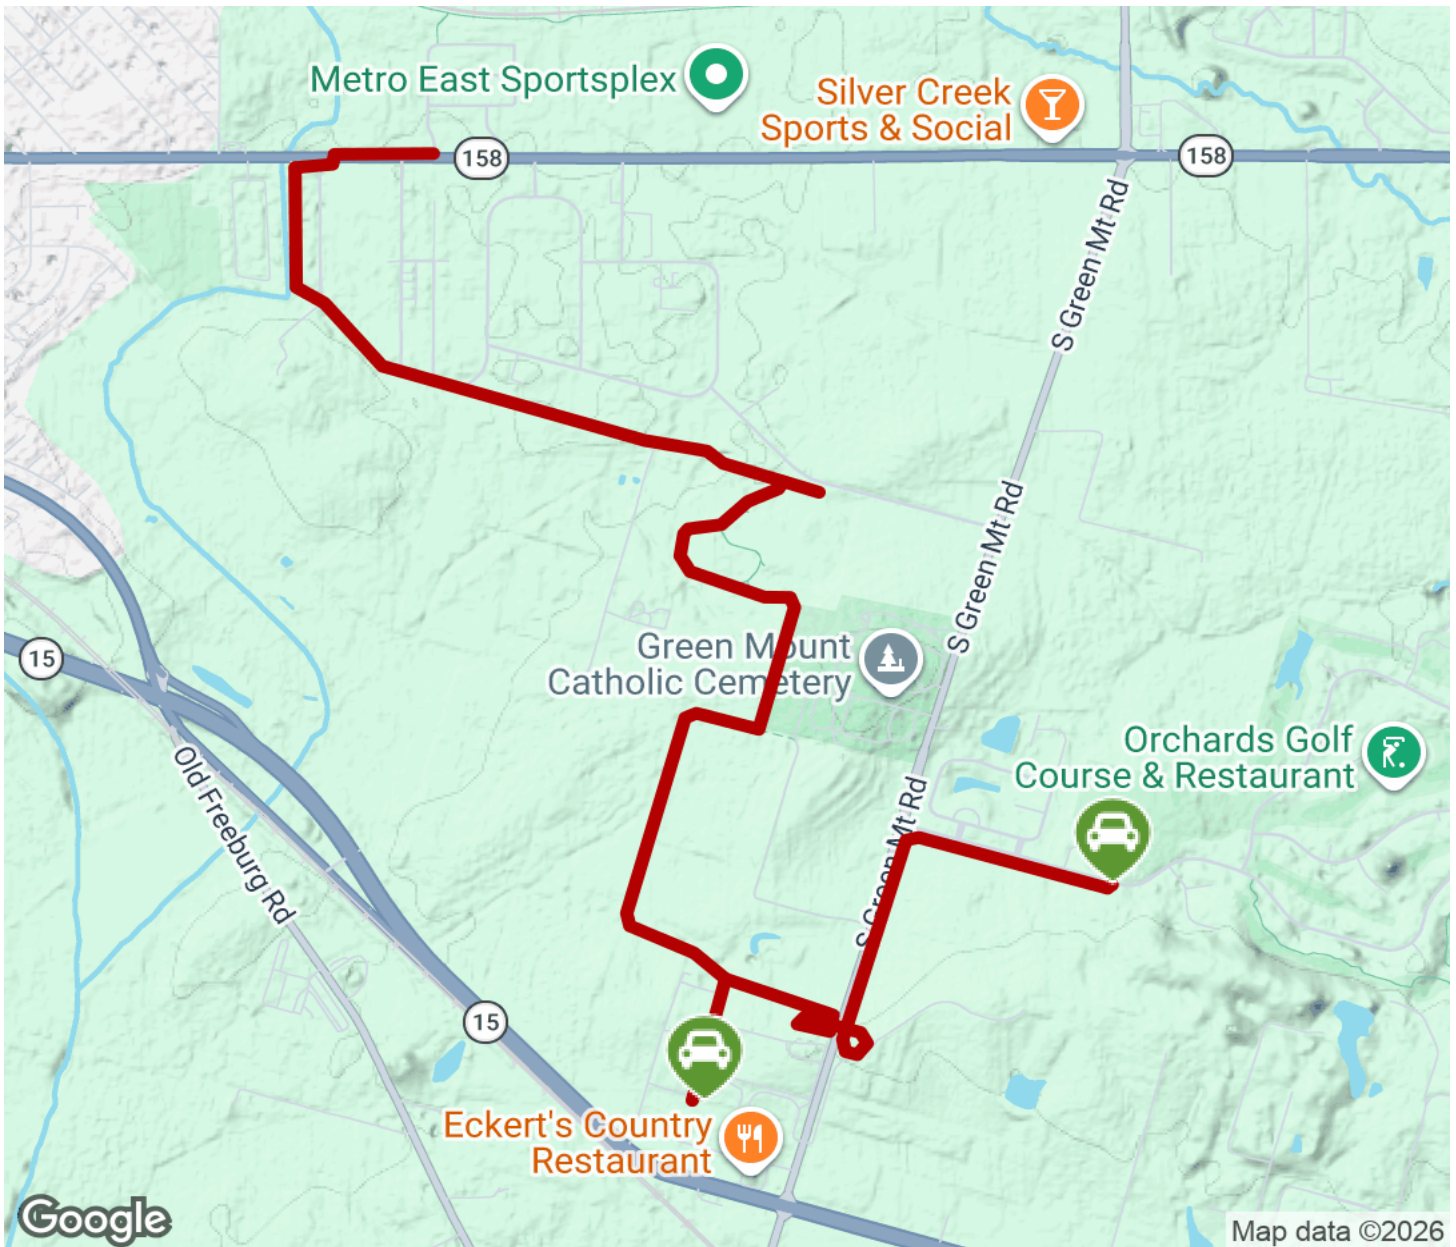 Metro East Sportsplex
Silver Creek
Sports & Social
158
158
S Green Mt Rd
S Green Mt Rd
Green Mount
Catholic Cemetery
15
Orchards Golf
Course & Restaurant
Old Freeburg Rd
S Green Mt Rd
15
Eckert's Country
Restaurant
Google
Map data ©2026